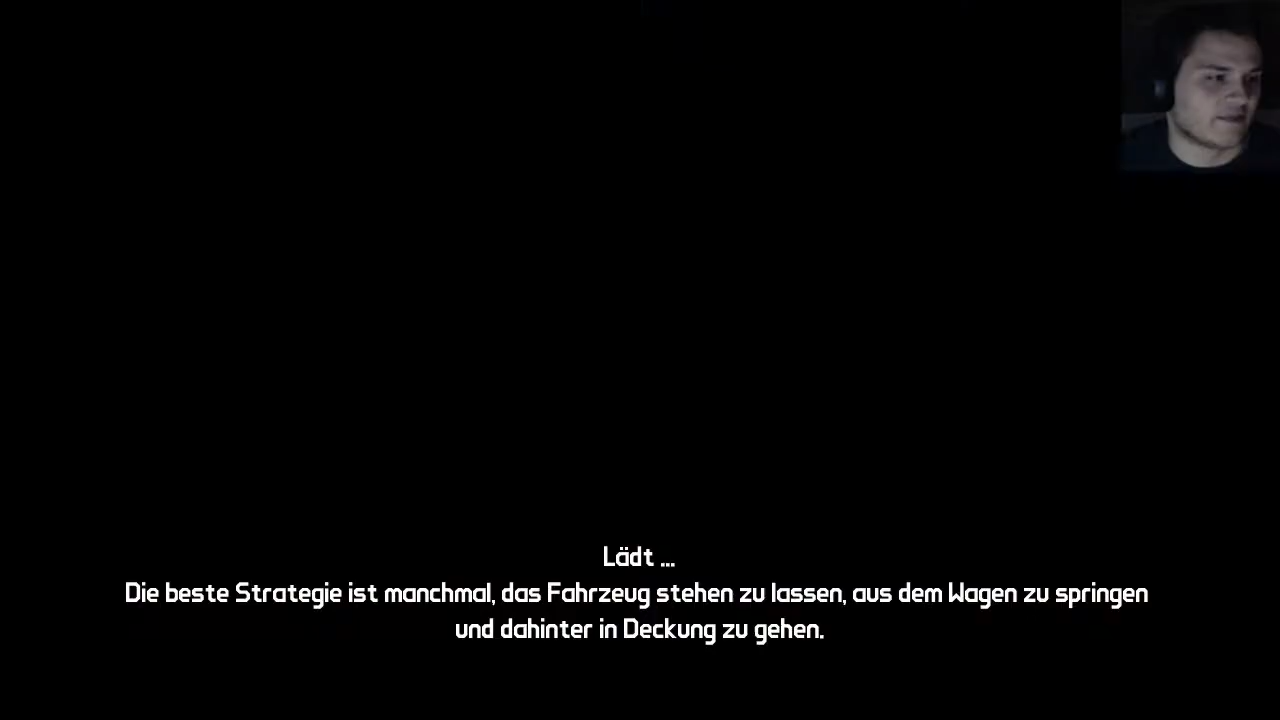 Lädt ...
Die beste Strategie ist manchmal, das Fahrzeug stehen zu lassen, aus dem Wagen zu springen
und dahinter in Deckung zu gehen.